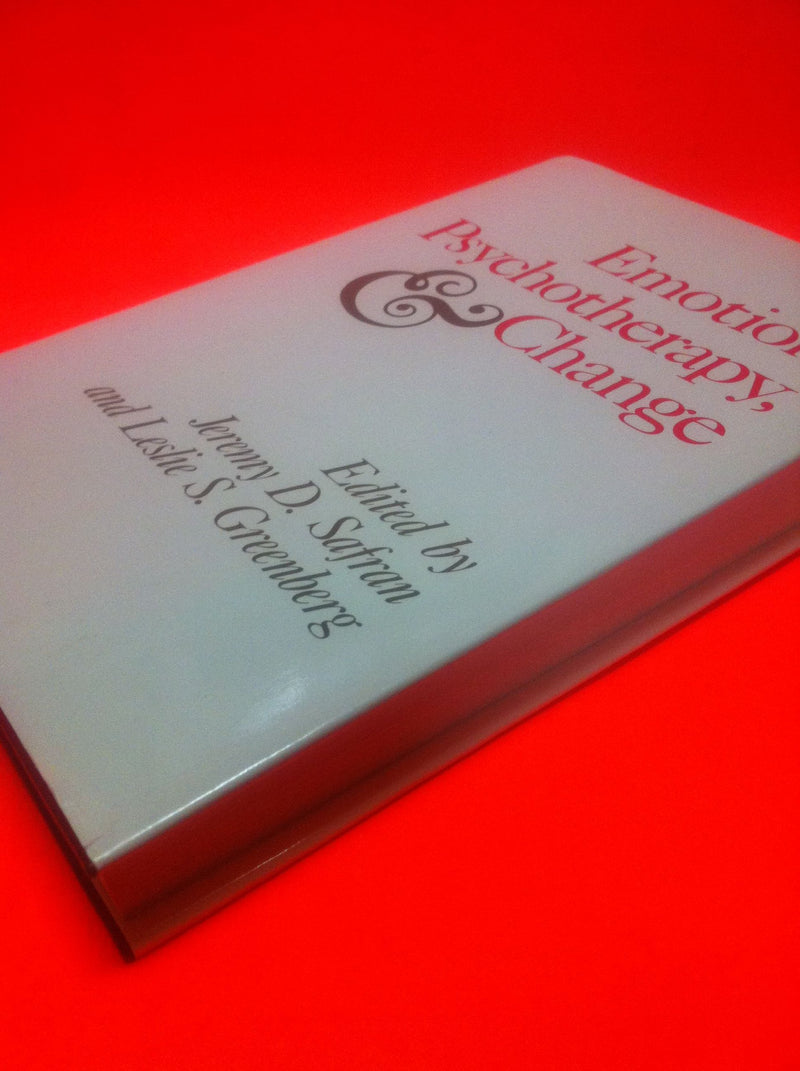 Emotion
Psychotherapy,
& Change
Edited by
Jeremy D. Safran
and Leslie S. Greenberg